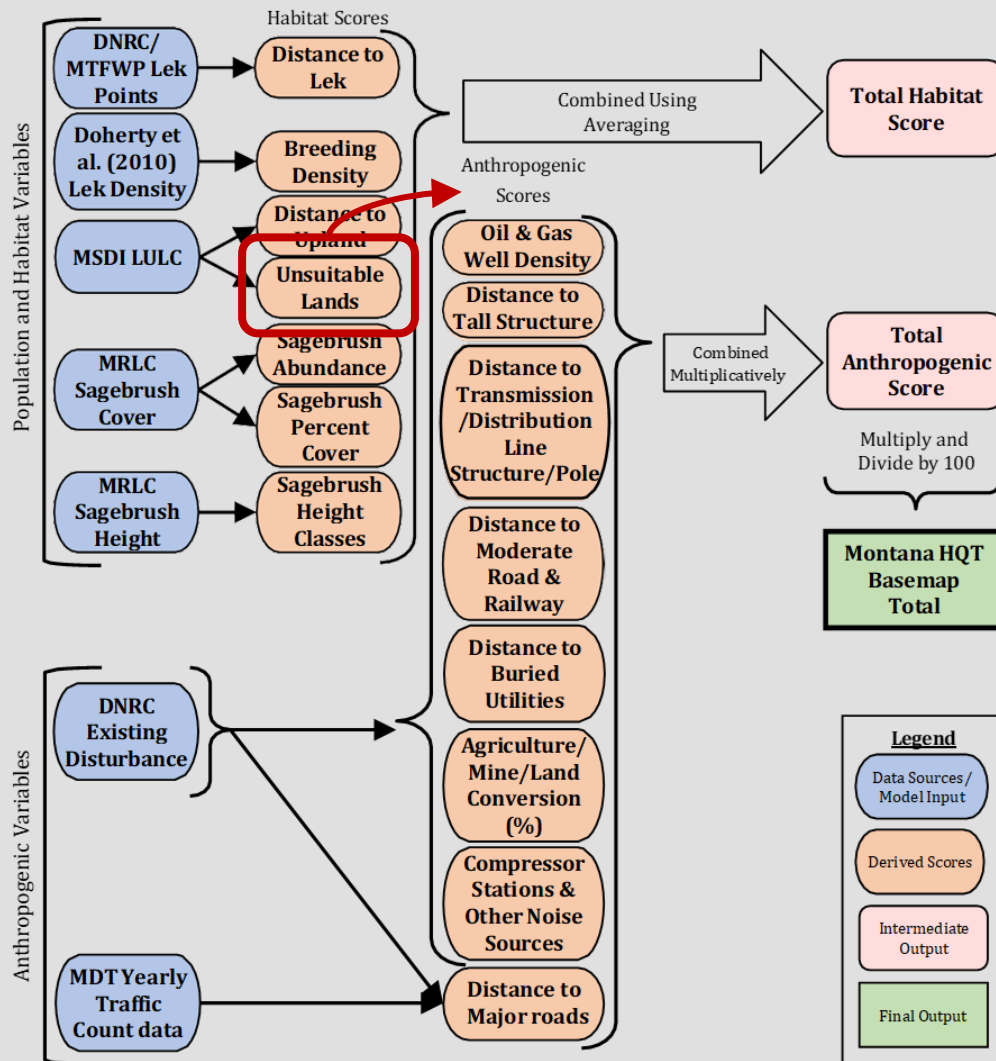 Habitat Scores
Population and Habitat Variables
DNRC/
MTFWP Lek
Points
Distance to
Lek
Doherty et
al. (2010)
Lek Density
Breeding
Density
MSDI LULC
Distance to
Upland
Unsuitable
Lands
MRLC
Sagebrush
Cover
Sagebrush
Abundance
Sagebrush
Percent
Cover
MRLC
Sagebrush
Height
Sagebrush
Height
Classes
Combined Using
Averaging
Total Habitat
Score
Anthropogenic
Scores
Oil & Gas
Well Density
Distance to
Tall Structure
Distance to
Transmission
/Distribution
Line
Structure/Pole
Distance to
Moderate
Road &
Railway
Distance to
Buried
Utilities
Agriculture/
Mine/Land
Conversion
(%)
Compressor
Stations &
Other Noise
Sources
Distance to
Major roads
Combined
Multiplicatively
Total
Anthropogenic
Score
Multiply and
Divide by 100
Montana HQT
Basemap
Total
Anthropogenic Variables
DNRC
Existing
Disturbance
MDT Yearly
Traffic
Count data
Legend
Data Sources/
Model Input
Derived Scores
Intermediate
Output
Final Output